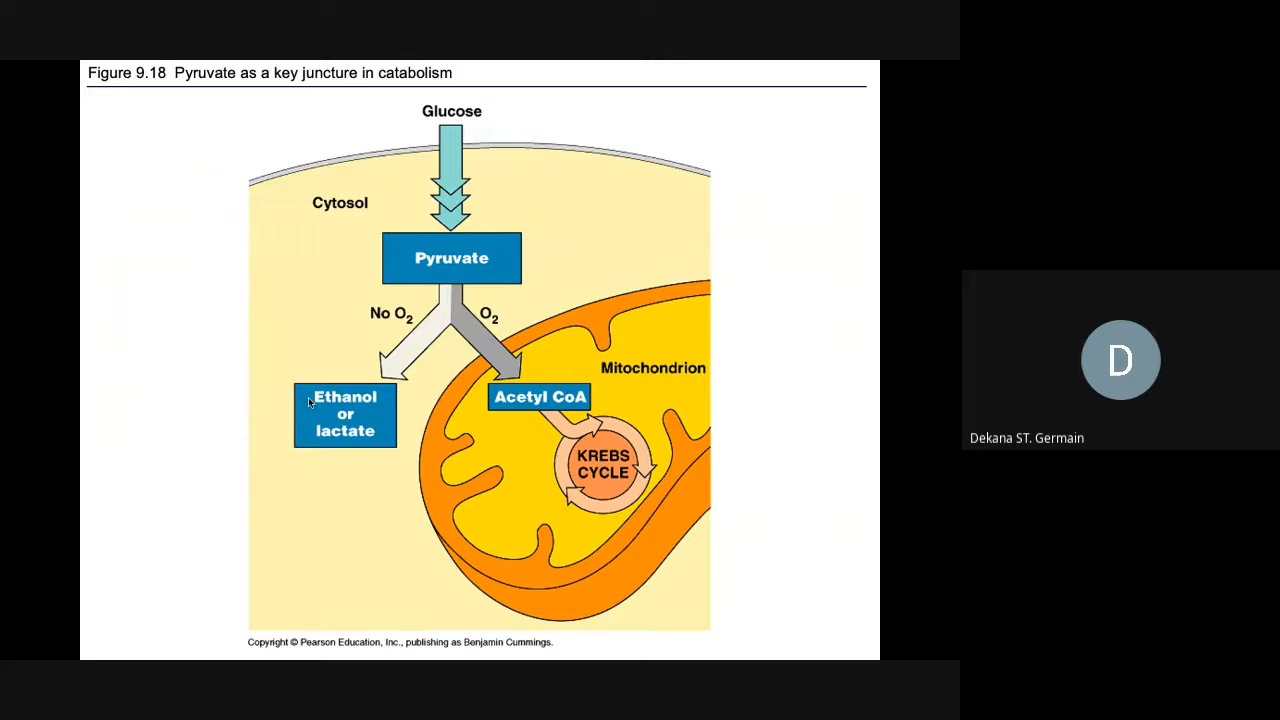 Figure 9.18 Pyruvate as a key juncture in catabolism
Glucose
Cytosol
Pyruvate
No O2
O2
Mitochondrion
Ethanol
or
lactate
Acetyl CoA
KREBS
CYCLE
D
Dekana ST. Germain
Copyright © Pearson Education, Inc., publishing as Benjamin Cummings.